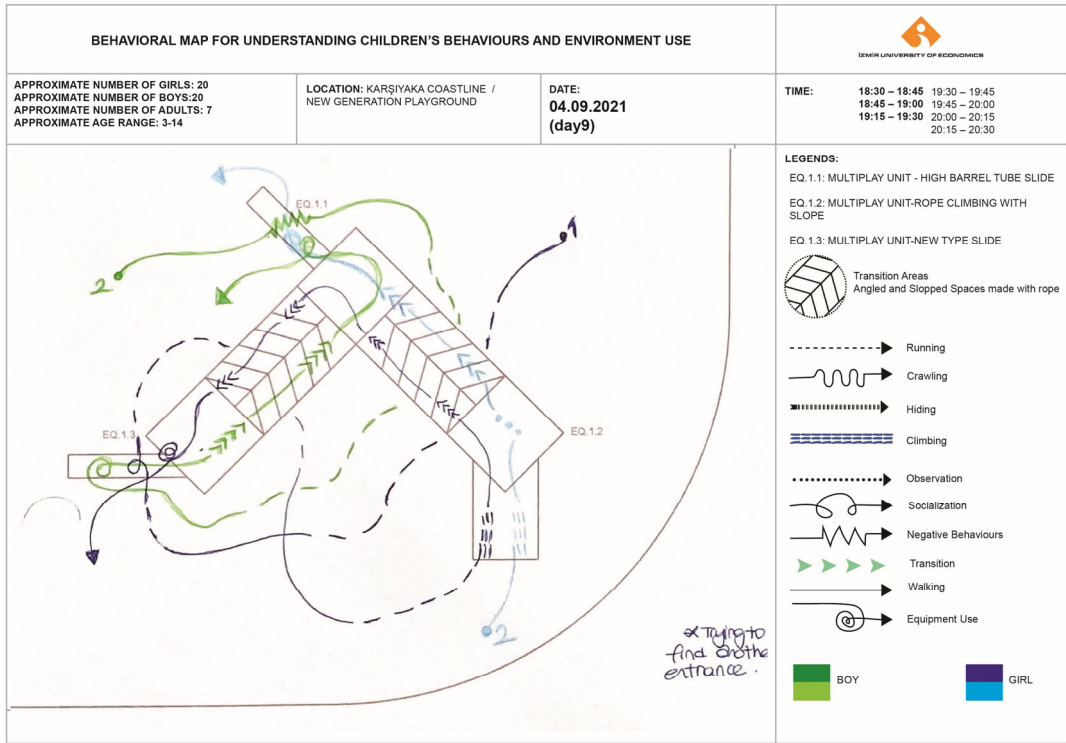 BEHAVIORAL MAP FOR UNDERSTANDING CHILDREN'S BEHAVIOURS AND ENVIRONMENT USE
İZMİR UNIVERSITY OF ECONOMICS
APPROXIMATE NUMBER OF GIRLS: 20
APPROXIMATE NUMBER OF BOYS:20
APPROXIMATE NUMBER OF ADULTS: 7
APPROXIMATE AGE RANGE: 3-14
LOCATION: KARŞIYAKA COASTLINE /
NEW GENERATION PLAYGROUND
DATE:
04.09.2021
(day9)
TIME:
18:30 – 18:45 19:30 – 19:45
18:45 – 19:00 19:45 – 20:00
19:15 – 19:30 20:00 – 20:15
20:15 – 20:30
EQ.1.1
1
2
EQ.1.3
EQ.1.2
2
* Trying to
find anothe
entrance.
LEGENDS:
EQ.1.1: MULTIPLAY UNIT - HIGH BARREL TUBE SLIDE
EQ.1.2: MULTIPLAY UNIT-ROPE CLIMBING WITH
SLOPE
EQ.1.3: MULTIPLAY UNIT-NEW TYPE SLIDE
Transition Areas
Angled and Slopped Spaces made with rope
Running
Crawling
Hiding
Climbing
Observation
Socialization
Negative Behaviours
Transition
Walking
Equipment Use
BOY
GIRL